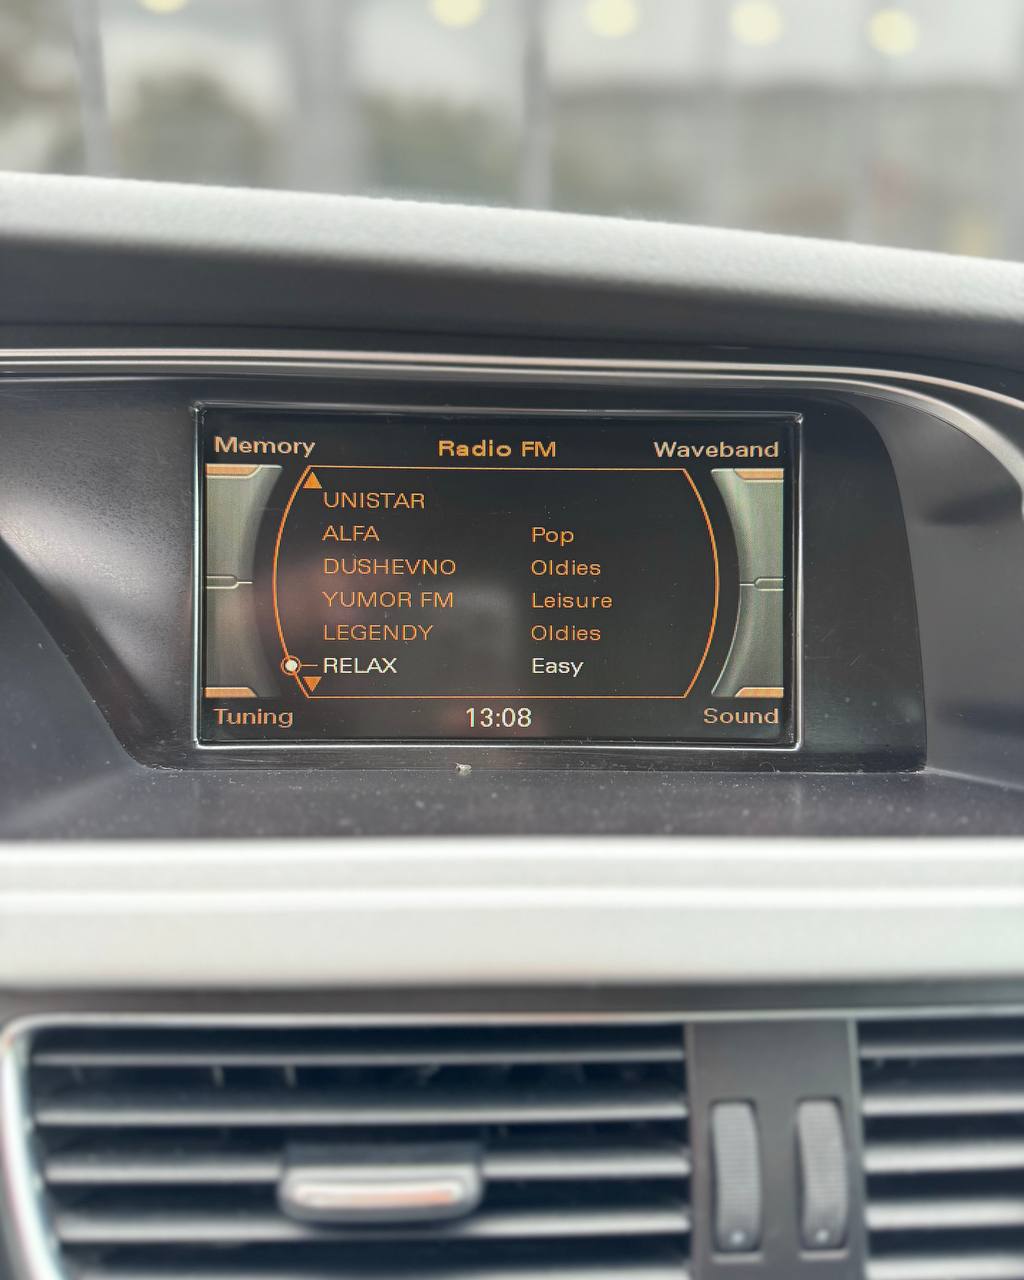 Memory Radio FM Waveband
UNISTAR
ALFA Pop
DUSHEVNO Oldies
YUMOR FM Leisure
LEGENDY Oldies
RELAX Easy
Tuning 13:08 Sound